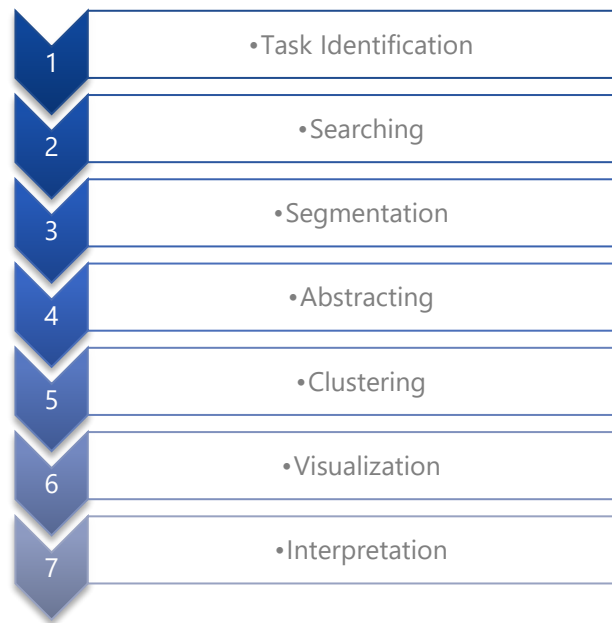 1 •Task Identification
2 •Searching
3 •Segmentation
4 •Abstracting
5 •Clustering
6 •Visualization
7 •Interpretation